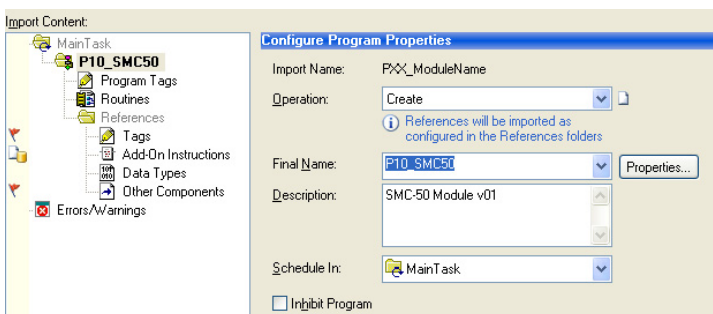 Import Content:
MainTask
P10_SMC50
Program Tags
Routines
References
Tags
Add-On Instructions
Data Types
Other Components
Errors/Warnings
Configure Program Properties
Import Name: PXX_ModuleName
Operation: Create
References will be imported as
configured in the References folders
Final Name: P10_SMC50 Properties...
Description: SMC-50 Module v01
Schedule In: MainTask
Inhibit Program